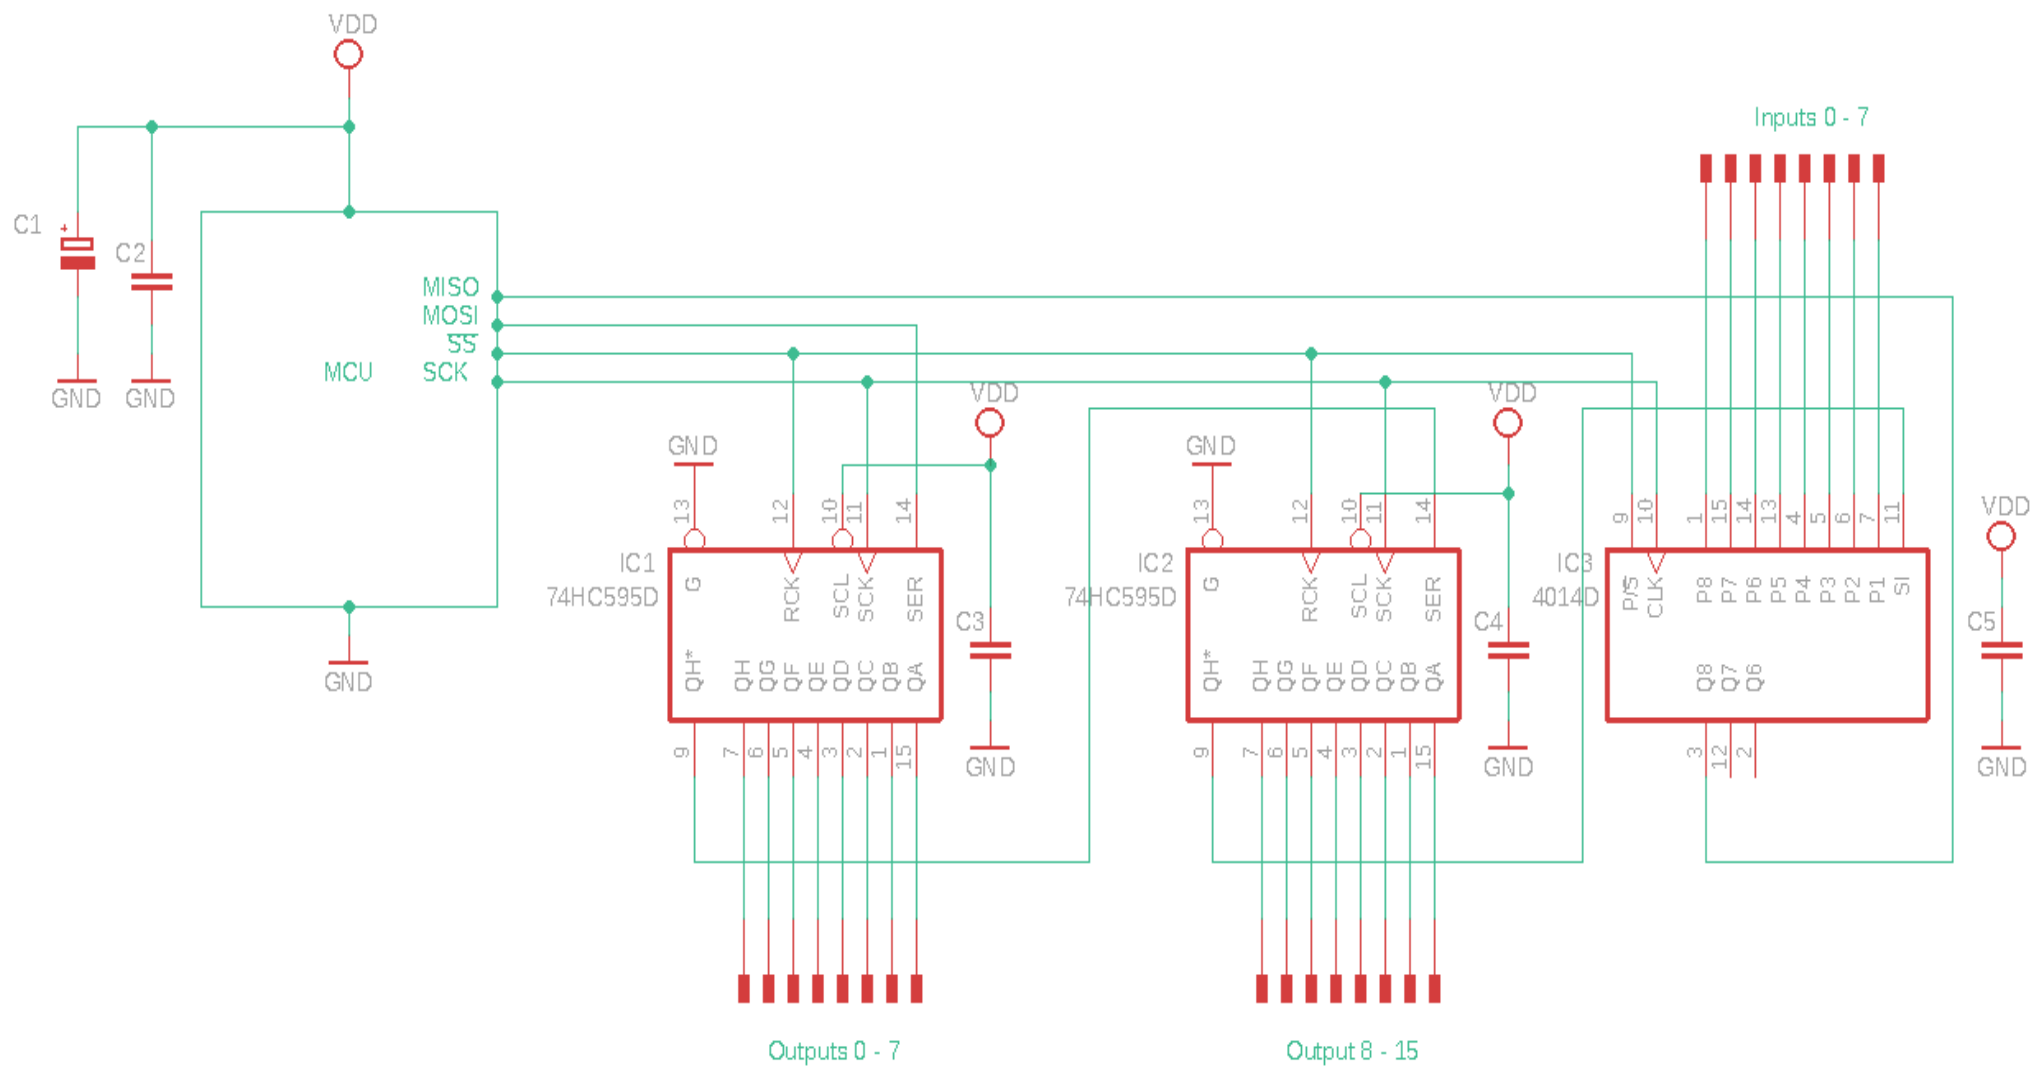 VDD
Inputs 0 - 7
C1
+
C2
MISO
MOSI
SS
MCU SCK
GND GND
VDD VDD
GND GND
13 12 10 11 14
13 12 10 11 14
9 10 1 15 14 13 4 5 6 7 11
VDD
IC1
74HC595D
G RCK SCL SCK SER
QH* QH QG QF QE QD QC QB QA
9 7 6 5 4 3 2 1 15
C3
GND
IC2
74HC595D
G RCK SCL SCK SER
QH* QH QG QF QE QD QC QB QA
9 7 6 5 4 3 2 1 15
C4
GND
IC3
4014D
P/S CLK P8 P7 P6 P5 P4 P3 P2 P1 SI
Q8 Q7 Q6
3 12 2
C5
GND
GND
Outputs 0 - 7
Output 8 - 15